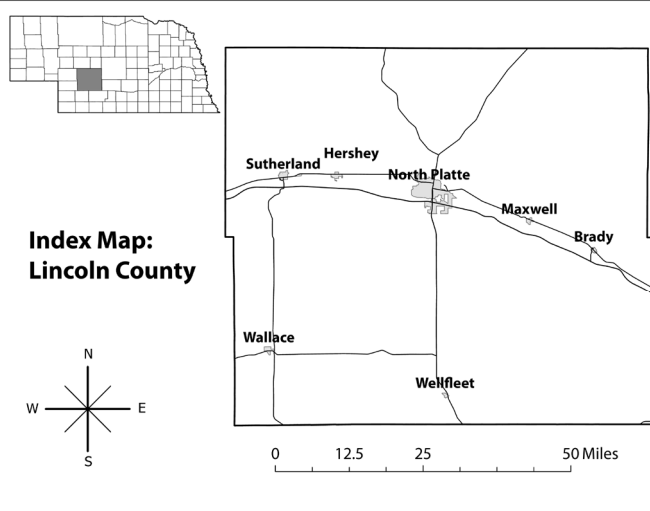 Hershey
Sutherland
North Platte
Maxwell
Brady
Index Map:
Lincoln County
Wallace
Wellfleet
N
W E
S
0 12.5 25 50 Miles